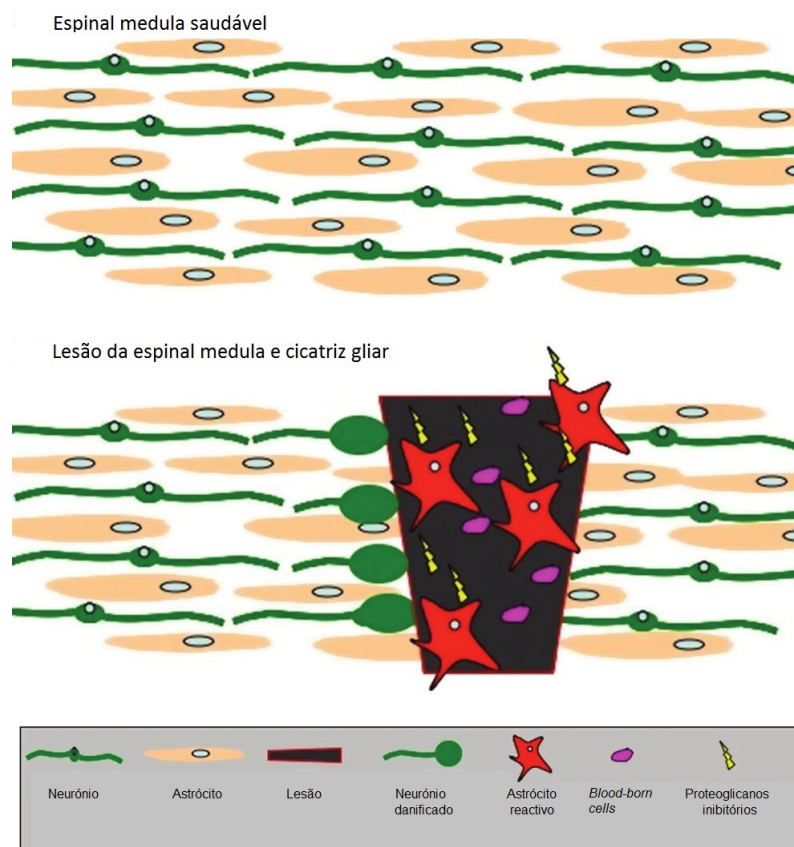 Espinal medula saudável
Lesão da espinal medula e cicatriz gliar
Neurónio
Astrócito
Lesão
Neurónio
danificado
Astrócito
reactivo
Blood-born
cells
Proteoglicanos
inibitórios